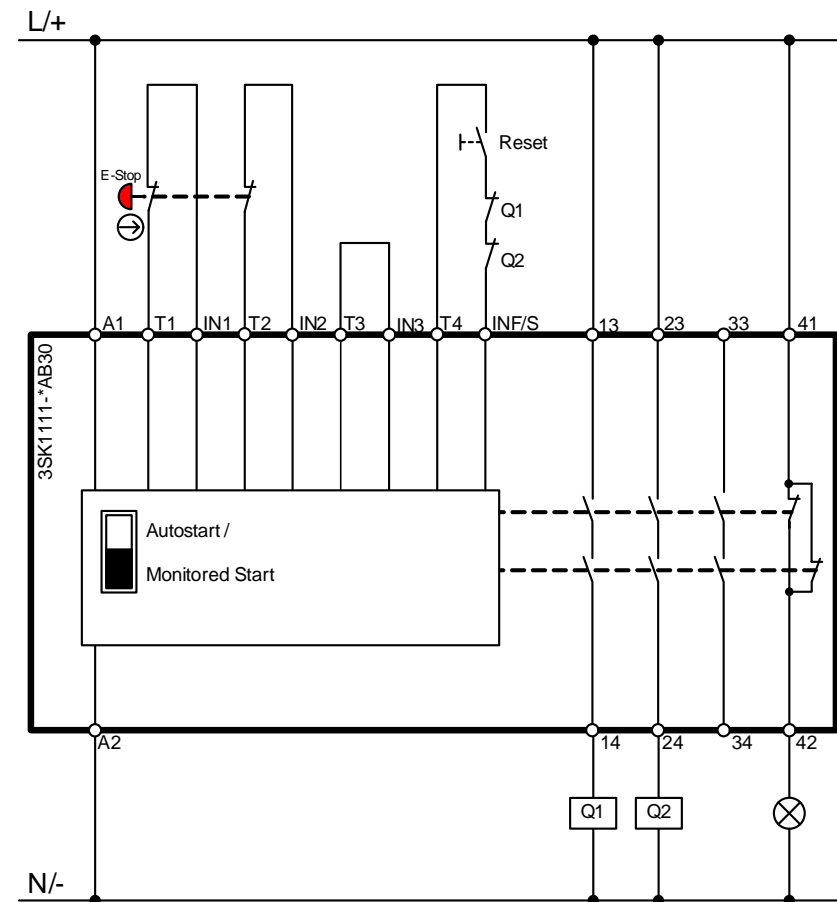 L/+
Reset
E-Stop
Q1
Q2
A1 T1 IN1 T2 IN2 T3 IN3 T4 INF/S 13 23 33 41
3SK1111-*AB30
Autostart /
Monitored Start
A2 14 24 34 42
Q1 Q2
N/-